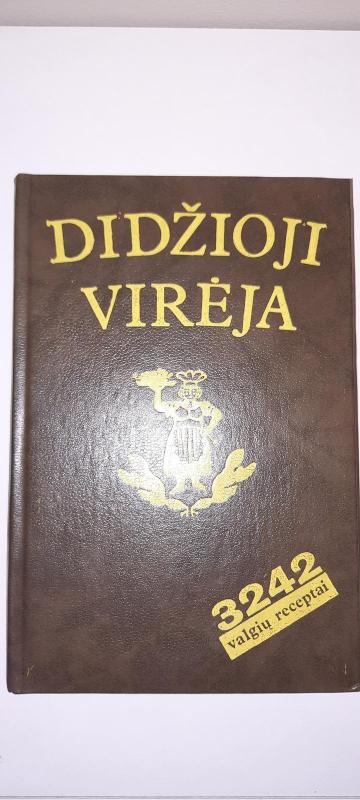 DIDŽIOJI
VIRĖJA
3242
valgių receptai